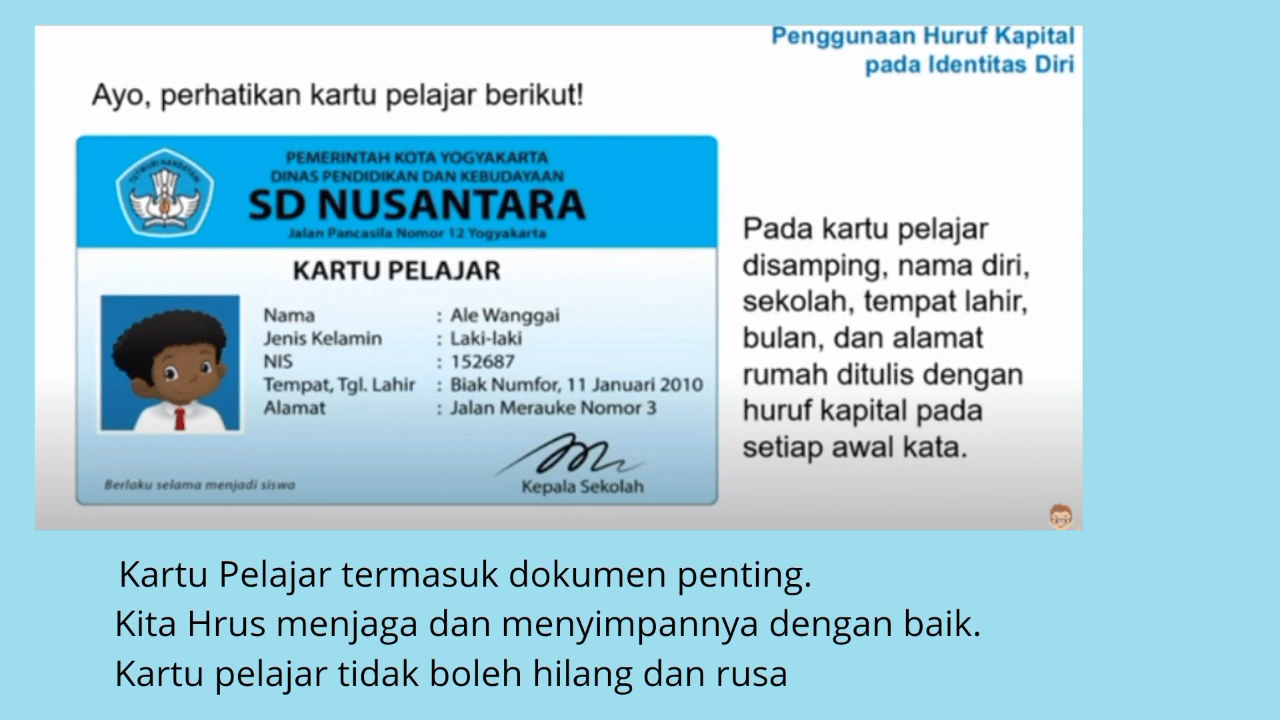 Penggunaan Huruf Kapital
pada Identitas Diri
Ayo, perhatikan kartu pelajar berikut!
TUT WURI HANDAYANI
PEMERINTAH KOTA YOGYAKARTA
DINAS PENDIDIKAN DAN KEBUDAYAAN
SD NUSANTARA
Jalan Pancasila Nomor 12 Yogyakarta
KARTU PELAJAR
Nama : Ale Wanggai
Jenis Kelamin : Laki-laki
NIS : 152687
Tempat, Tgl. Lahir : Biak Numfor, 11 Januari 2010
Alamat : Jalan Merauke Nomor 3
Kepala Sekolah
Berlaku selama menjadi siswa
Pada kartu pelajar
disamping, nama diri,
sekolah, tempat lahir,
bulan, dan alamat
rumah ditulis dengan
huruf kapital pada
setiap awal kata.
Kartu Pelajar termasuk dokumen penting.
Kita Hrus menjaga dan menyimpannya dengan baik.
Kartu pelajar tidak boleh hilang dan rusa